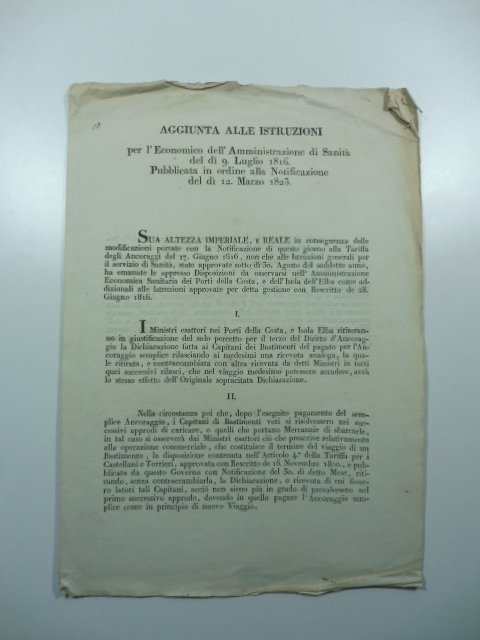 10
AGGIUNTA ALLE ISTRUZIONI
per l'Economico dell'Amministrazione di Sanità
del dì 9. Luglio 1816.
Pubblicata in ordine alla Notificazione
del dì 12. Marzo 1823.
SUA ALTEZZA IMPERIALE, E REALE in conseguenza delle
modificazioni portate con la Notificazione di questo giorno alla Tariffa
degli Ancoraggi del 17. Giugno 1816, non che alle Istruzioni generali per
il servizio di Sanità, state approvate sotto dì 30. Agosto del suddetto anno,
ha emanate le appresso Disposizioni da osservarsi nell'Amministrazione
Economica Sanitaria dei Porti della Costa, e dell'Isola dell'Elba come ad-
dizionali alle Istruzioni approvate per detta gestione con Rescritto de 28.
Giugno 1816.
I.
I Ministri esattori nei Porti della Costa, e Isola Elba ritireran-
no in giustificazione del solo percetto per il terzo del Diritto d'Ancorag-
gio la Dichiarazione fatta ai Capitani dei Bastimenti del pagato per l'An-
coraggio semplice rilasciando ai medesimi una ricevuta analoga, la qua-
le ritirata, e contraccambiata con altra ricevuta da detti Ministri in tutti
quei successivi rilasci, che nel viaggio medesimo potessero accadere, avrà
lo stesso effetto dell'Originale sopracitata Dichiarazione.
II.
Nella circostanza poi che, dopo l'eseguito pagamento del sem-
plice Ancoraggio, i Capitani di Bastimenti voti si risolvessero nei suc-
cessivi approdi di caricare, o quelli che portano Mercanzie di sbarcarle,
in tal caso si osserverà dai Ministri esattori ciò che prescrive relativamente
alla operazione commerciale, che costituisce il termine del viaggio di un
Bastimento, la disposizione contenuta nell'Articolo 4.° della Tariffa per i
Castellani e Torrieri, approvata con Rescritto de 16. Novembre, e pub-
blicata da questo Governo con Notificazione del 30. di detto Mese, riti-
rando, senza contraccambiarla, la Dichiarazione, e ricevuta di cui fosse-
ro latori tali Capitani, acciò non sieno più in grado di prevalersene nel
primo successivo approdo, dovendo in quello pagare l'Ancoraggio sem-
plice come in principio di nuovo Viaggio.